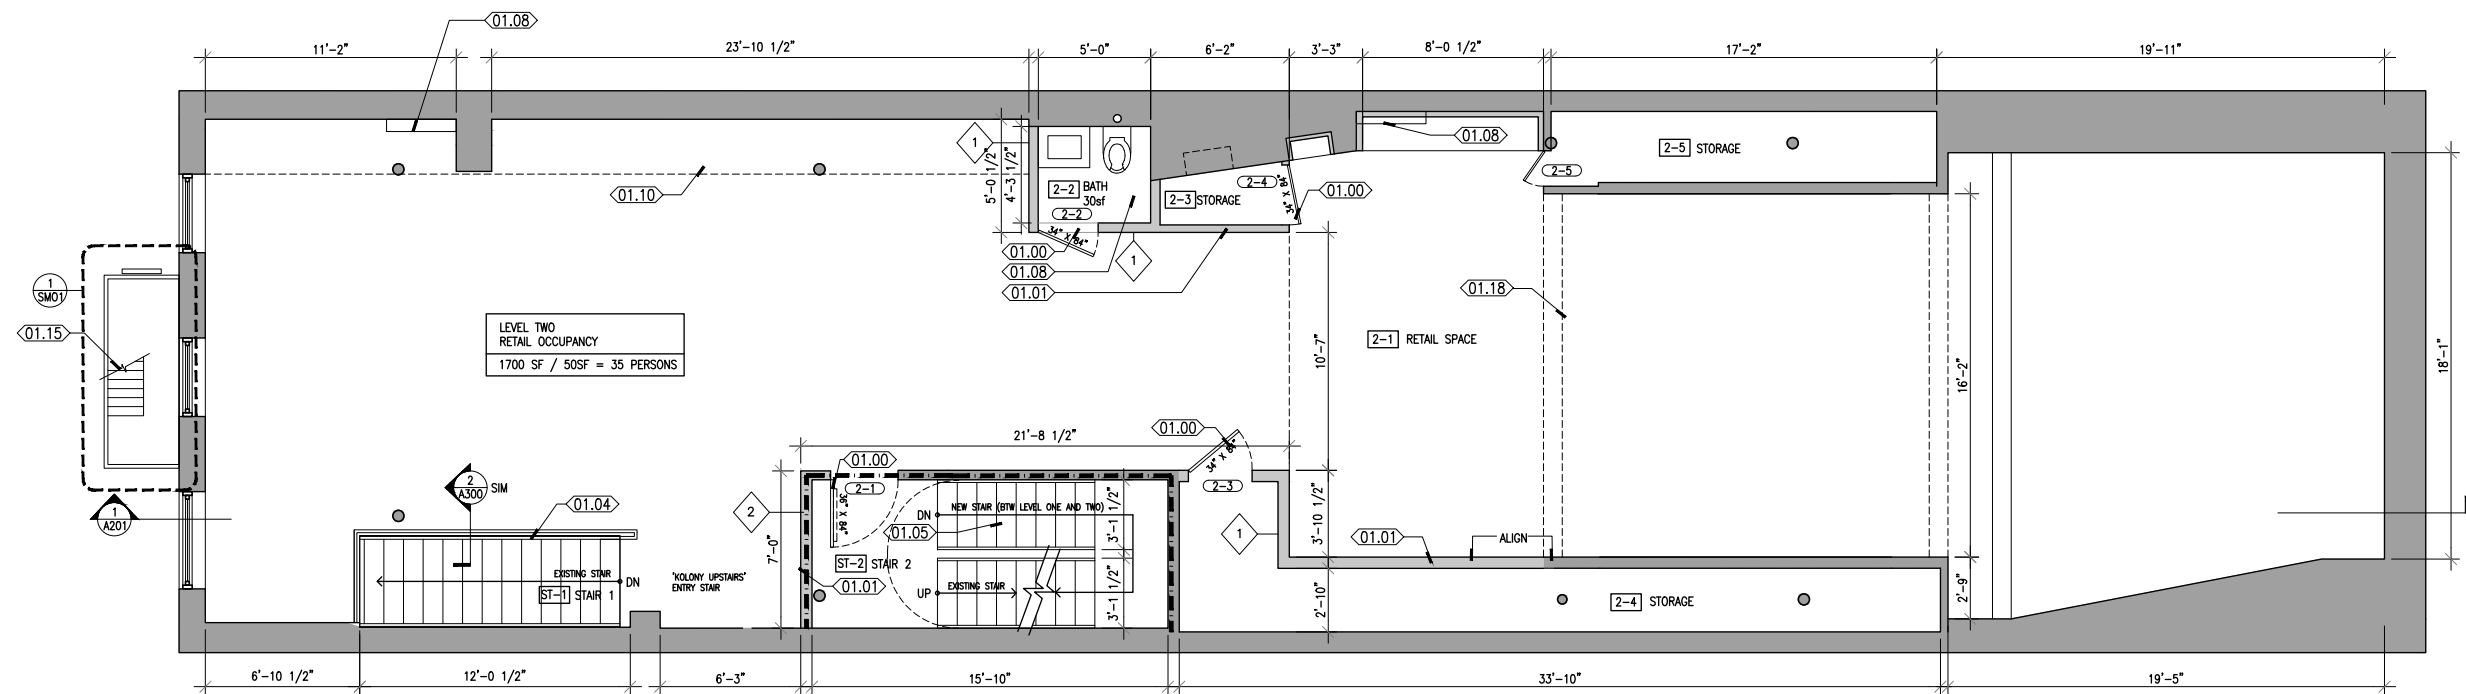 01.08
11'-2"
23'-10 1/2"
5'-0"
6'-2"
3'-3"
8'-0 1/2"
17'-2"
19'-11"
1
5'-0 1/2"
4'-3 1/2"
2-2 BATH
30sf
2-2
34" X 84"
2-3 STORAGE
2-4
34" X 84"
01.00
01.08
2-5 STORAGE
2-5
01.10
01.00
01.08
01.01
1
1
SM01
01.15
LEVEL TWO
RETAIL OCCUPANCY
1700 SF / 50SF = 35 PERSONS
01.18
2-1 RETAIL SPACE
10'-7"
16'-2"
18'-1"
21'-8 1/2"
01.00
34" X 84"
2-3
01.00
2-1
36" X 84"
2
A300
SIM
01.04
1
A201
2
7'-0"
DN
NEW STAIR (BTW LEVEL ONE AND TWO)
01.05
3'-1 1/2"
3'-1 1/2"
1
3'-10 1/2"
01.01
ALIGN
ST-2 STAIR 2
UP
EXISTING STAIR
EXISTING STAIR
DN
ST-1 STAIR 1
'KOLONY UPSTAIRS'
ENTRY STAIR
01.01
2'-10"
2-4 STORAGE
2'-9"
6'-10 1/2"
12'-0 1/2"
6'-3"
15'-10"
33'-10"
19'-5"